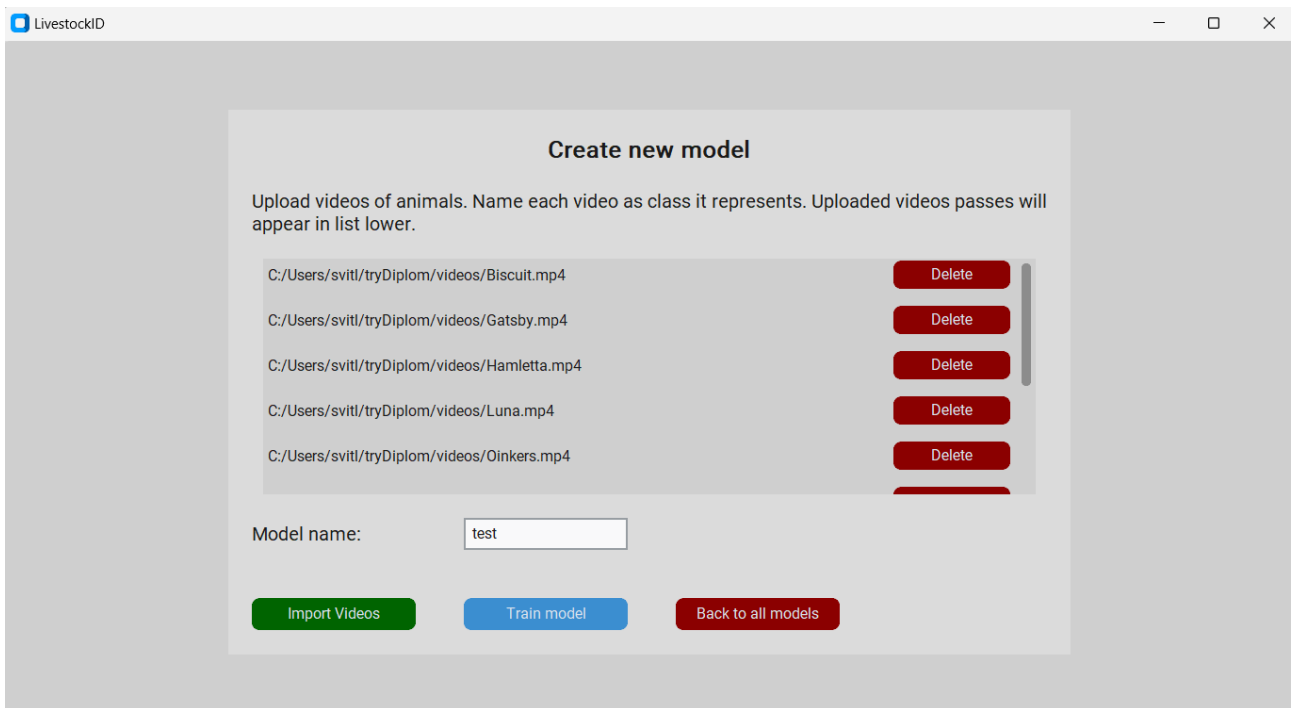 LivestockID
Create new model
Upload videos of animals. Name each video as class it represents. Uploaded videos passes will
appear in list lower.
C:/Users/svitl/tryDiplom/videos/Biscuit.mp4 Delete
C:/Users/svitl/tryDiplom/videos/Gatsby.mp4 Delete
C:/Users/svitl/tryDiplom/videos/Hamletta.mp4 Delete
C:/Users/svitl/tryDiplom/videos/Luna.mp4 Delete
C:/Users/svitl/tryDiplom/videos/Oinkers.mp4 Delete
Model name: test
Import Videos Train model Back to all models